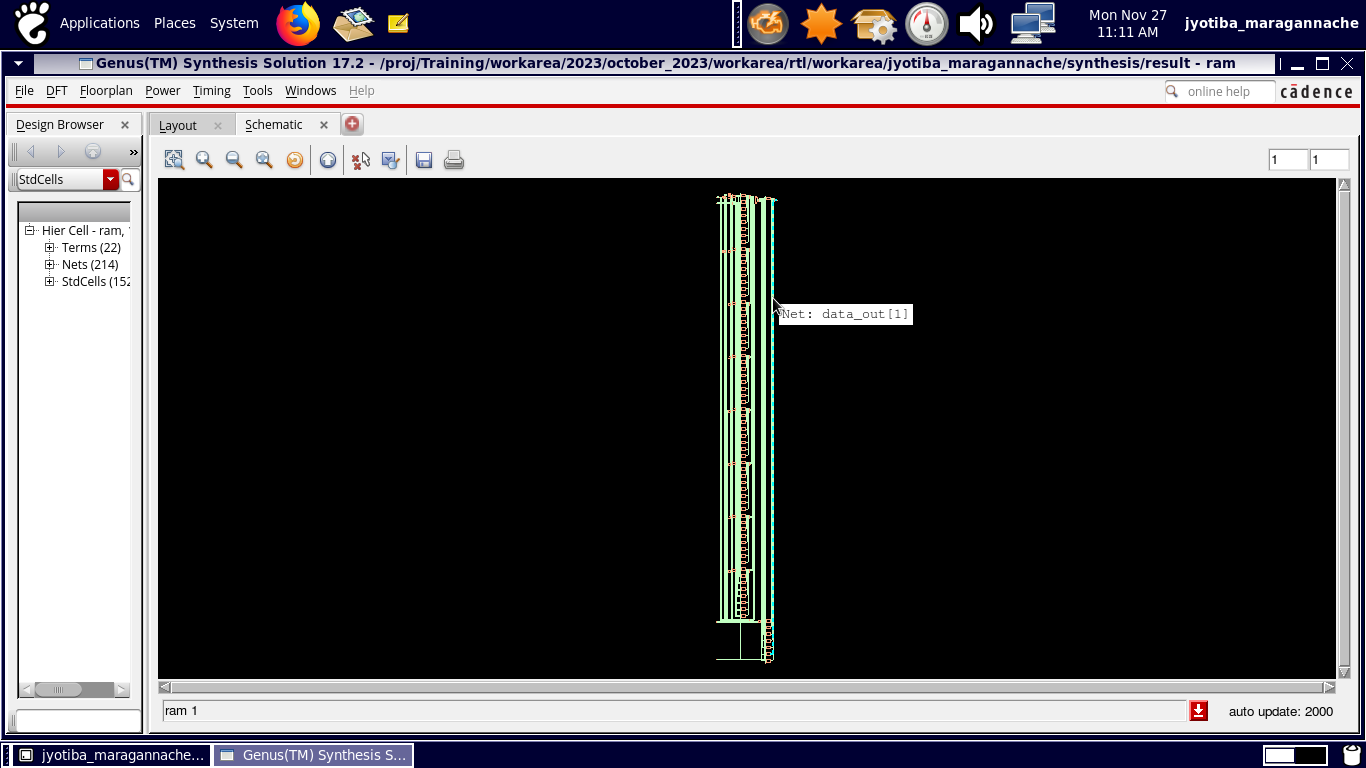 Applications Places System
Mon Nov 27
11:11 AM
jyotiba_maragannache
Genus(TM) Synthesis Solution 17.2 - /proj/Training/workarea/2023/october_2023/workarea/rtl/workarea/jyotiba_maragannache/synthesis/result - ram
File DFT Floorplan Power Timing Tools Windows Help
online help
cādence
Design Browser
Layout
Schematic
»
1 1
StdCells
Hier Cell - ram,
Terms (22)
Nets (214)
StdCells (152
Net: data_out[1]
ram 1
auto update: 2000
jyotiba_maragannache...
Genus(TM) Synthesis S...